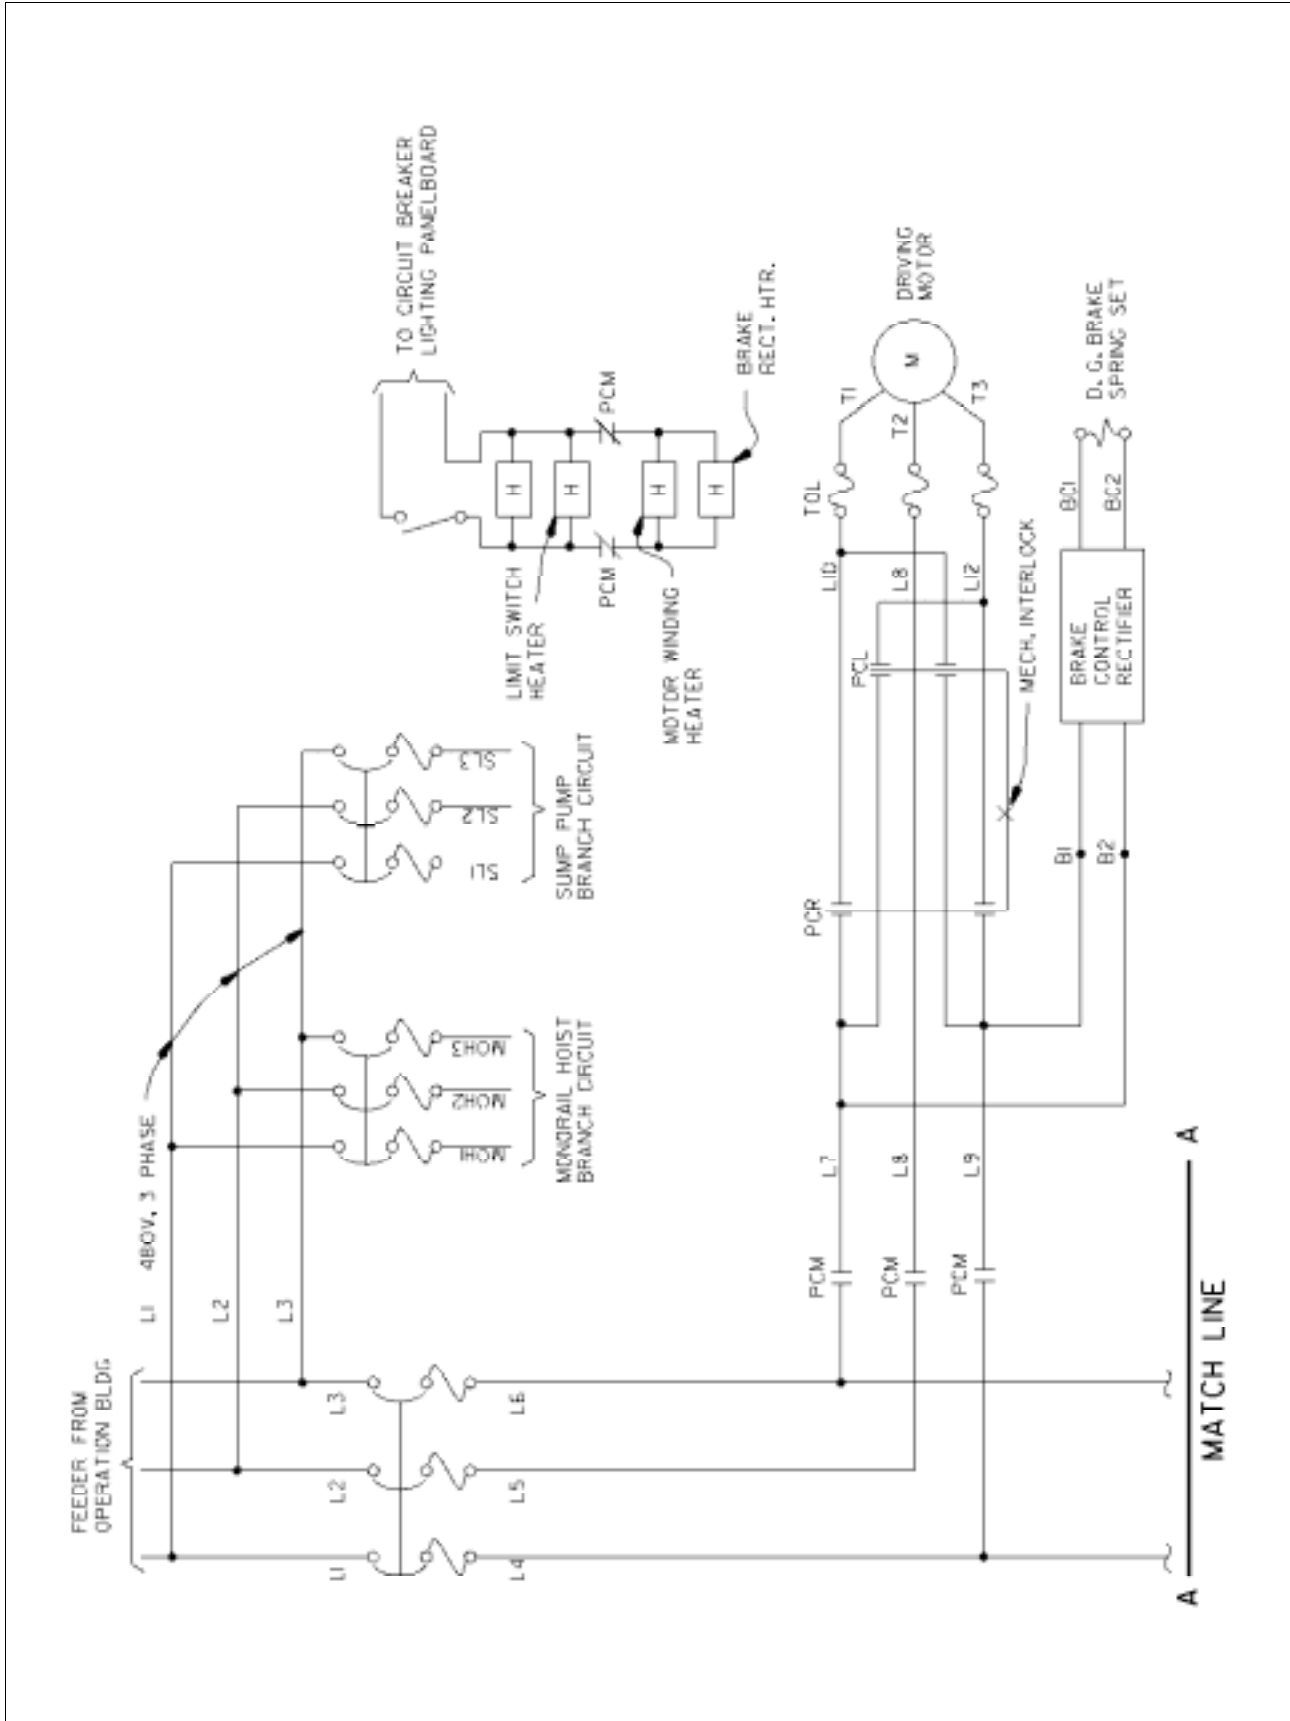 FEEDER FROM
OPERATION BLDG
L1
480V, 3 PHASE
L2
L3
L1
L2
L3
L4
L5
L6
MOH1
MOH2
MOH3
MONORAIL HOIST
BRANCH CIRCUIT
SL1
SL2
SL3
SUMP PUMP
BRANCH CIRCUIT
TO CIRCUIT BREAKER
LIGHTING PANELBOARD
LIMIT SWITCH
HEATER
H
H
H
H
PCM
PCM
MOTOR WINDING
HEATER
BRAKE
RECT. HTR.
PCM
PCM
PCM
L7
L8
L9
PCR
PCL
L10
L8
L12
TOL
T1
T2
T3
M
DRIVING
MOTOR
MECH. INTERLOCK
B1
B2
BRAKE
CONTROL
RECTIFIER
BC1
BC2
D.C. BRAKE
SPRING SET
A
A
MATCH LINE